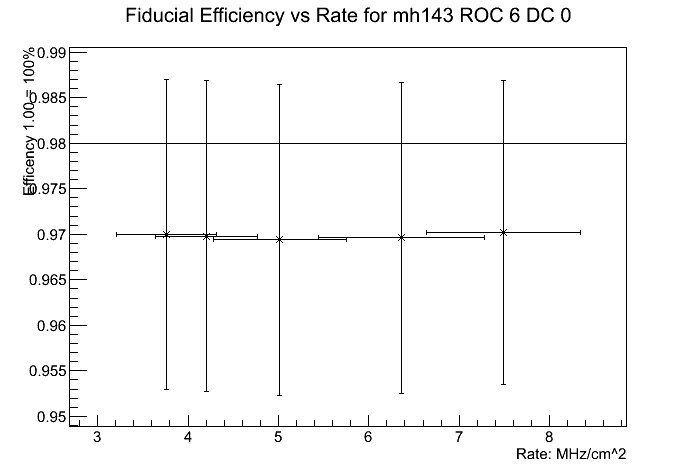 Fiducial Efficiency vs Rate for mh143 ROC 6 DC 0
Efficency 1.00 = 100%
0.99
0.985
0.98
0.975
0.97
0.965
0.96
0.955
0.95
3 4 5 6 7 8
Rate: MHz/cm^2